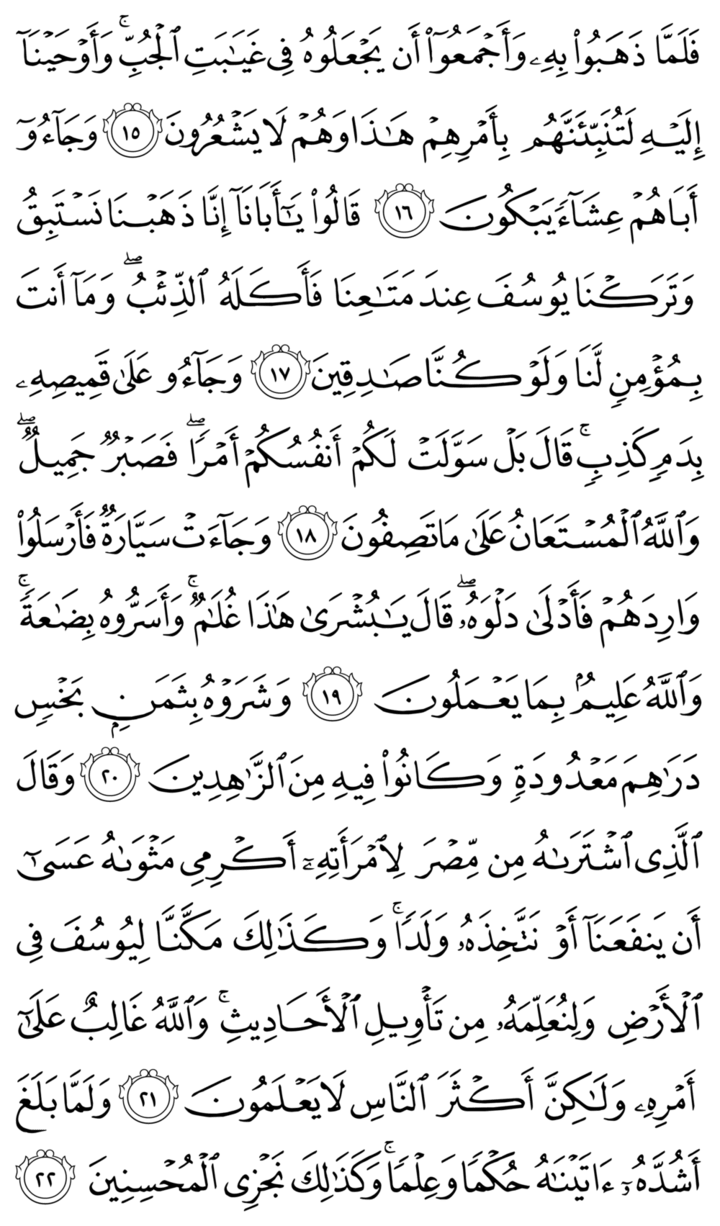 فَلَمَّا ذَهَبُوا۟ بِهِۦ وَأَجْمَعُوٓا۟ أَن يَجْعَلُوهُ فِى غَيَـٰبَتِ ٱلْجُبِّ ۚ وَأَوْحَيْنَآ
إِلَيْهِ لَتُنَبِّئَنَّهُم بِأَمْرِهِمْ هَـٰذَا وَهُمْ لَا يَشْعُرُونَ ١٥ وَجَآءُوٓ
أَبَاهُمْ عِشَآءً يَبْكُونَ ١٦ قَالُوا۟ يَـٰٓأَبَانَآ إِنَّا ذَهَبْنَا نَسْتَبِقُ
وَتَرَكْنَا يُوسُفَ عِندَ مَتَـٰعِنَا فَأَكَلَهُ ٱلذِّئْبُ ۖ وَمَآ أَنتَ
بِمُؤْمِنٍ لَّنَا وَلَوْ كُنَّا صَـٰدِقِينَ ١٧ وَجَآءُو عَلَىٰ قَمِيصِهِۦ
بِدَمٍ كَذِبٍ ۚ قَالَ بَلْ سَوَّلَتْ لَكُمْ أَنفُسُكُمْ أَمْرًا ۖ فَصَبْرٌ جَمِيلٌ ۖ
وَٱللَّهُ ٱلْمُسْتَعَانُ عَلَىٰ مَا تَصِفُونَ ١٨ وَجَآءَتْ سَيَّارَةٌ فَأَرْسَلُوا۟
وَارِدَهُمْ فَأَدْلَىٰ دَلْوَهُۥ ۖ قَالَ يَـٰبُشْرَىٰ هَـٰذَا غُلَـٰمٌ ۚ وَأَسَرُّوهُ بِضَـٰعَةً ۚ
وَٱللَّهُ عَلِيمٌۢ بِمَا يَعْمَلُونَ ١٩ وَشَرَوْهُ بِثَمَنٍۭ بَخْسٍ
دَرَٰهِمَ مَعْدُودَةٍ وَكَانُوا۟ فِيهِ مِنَ ٱلزَّٰهِدِينَ ٢٠ وَقَالَ
ٱلَّذِى ٱشْتَرَىٰهُ مِن مِّصْرَ لِٱمْرَأَتِهِۦٓ أَكْرِمِى مَثْوَىٰهُ عَسَىٰٓ
أَن يَنفَعَنَآ أَوْ نَتَّخِذَهُۥ وَلَدًا ۚ وَكَذَٰلِكَ مَكَّنَّا لِيُوسُفَ فِى
ٱلْأَرْضِ وَلِنُعَلِّمَهُۥ مِن تَأْوِيلِ ٱلْأَحَادِيثِ ۚ وَٱللَّهُ غَالِبٌ عَلَىٰٓ
أَمْرِهِۦ وَلَـٰكِنَّ أَكْثَرَ ٱلنَّاسِ لَا يَعْلَمُونَ ٢١ وَلَمَّا بَلَغَ
أَشُدَّهُۥٓ ءَاتَيْنَـٰهُ حُكْمًا وَعِلْمًا ۚ وَكَذَٰلِكَ نَجْزِى ٱلْمُحْسِنِينَ ٢٢